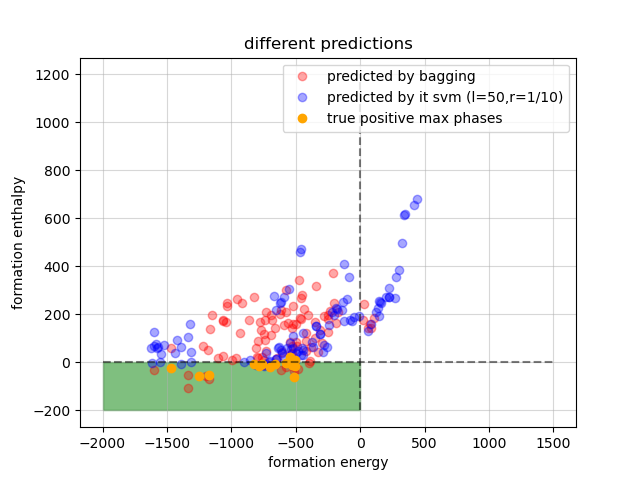 different predictions
predicted by bagging
predicted by it svm (l=50,r=1/10)
true positive max phases
1200
1000
800
600
400
200
0
−200
formation enthalpy
−2000
−1500
−1000
−500
0
500
1000
1500
formation energy